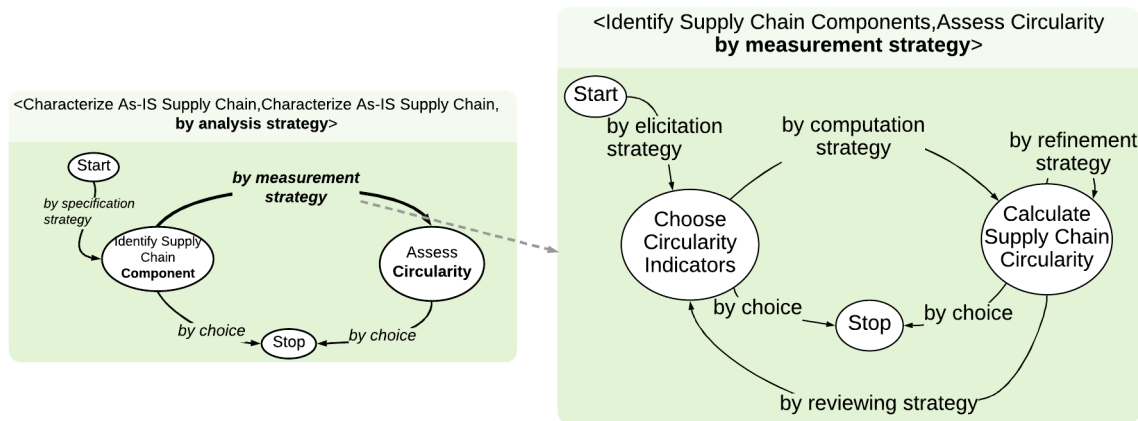 <Characterize As-IS Supply Chain,Characterize As-IS Supply Chain,
by analysis strategy>
Start
by specification
strategy
by measurement
strategy
Identify Supply
Chain
Component
Assess
Circularity
by choice
by choice
Stop
<Identify Supply Chain Components,Assess Circularity
by measurement strategy>
Start
by elicitation
strategy
by computation
strategy
by refinement
strategy
Choose
Circularity
Indicators
Calculate
Supply Chain
Circularity
by choice
Stop
by choice
by reviewing strategy